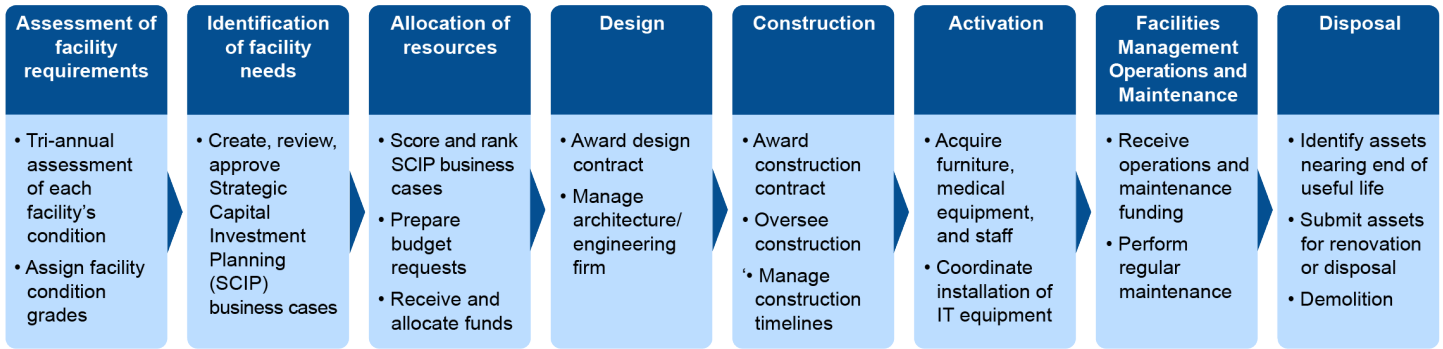 Assessment of
facility
requirements
• Tri-annual
assessment
of each
facility’s
condition
• Assign facility
condition
grades
Identification
of facility
needs
• Create, review,
approve
Strategic
Capital
Investment
Planning
(SCIP)
business cases
Allocation of
resources
• Score and rank
SCIP business
cases
• Prepare
budget
requests
• Receive and
allocate funds
Design
• Award design
contract
• Manage
architecture/
engineering
firm
Construction
• Award
construction
contract
• Oversee
construction
‘• Manage
construction
timelines
Activation
• Acquire
furniture,
medical
equipment,
and staff
• Coordinate
installation of
IT equipment
Facilities
Management
Operations and
Maintenance
• Receive
operations and
maintenance
funding
• Perform
regular
maintenance
Disposal
• Identify assets
nearing end of
useful life
• Submit assets
for renovation
or disposal
• Demolition